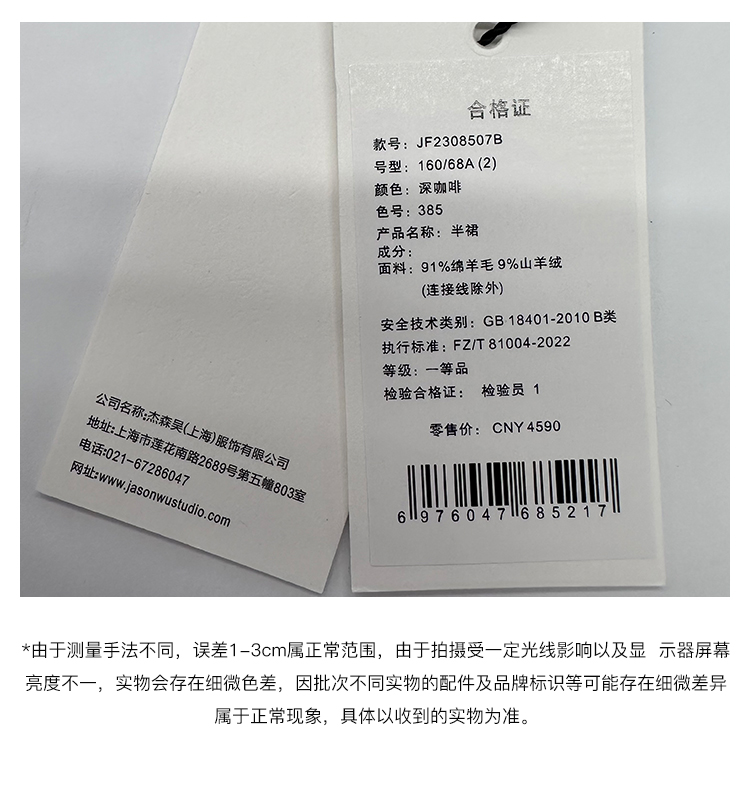 合格证
款号：JF2308507B
号型：160/68A (2)
颜色：深咖啡
色号：385
产品名称：半裙
成分：
面料：91%绵羊毛 9%山羊绒
(连接线除外)
安全技术类别：GB 18401-2010 B类
执行标准：FZ/T 81004-2022
等级：一等品
检验合格证： 检验员 1
零售价： CNY 4590
6 976047 685217
公司名称:杰森吴(上海)服饰有限公司
地址:上海市莲花南路2689号第五幢803室
电话:021-67286047
网址:www.jasonwustudio.com
*由于测量手法不同，误差1-3cm属正常范围，由于拍摄受一定光线影响以及显 示器屏幕
亮度不一，实物会存在细微色差，因批次不同实物的配件及品牌标识等可能存在细微差异
属于正常现象，具体以收到的实物为准。